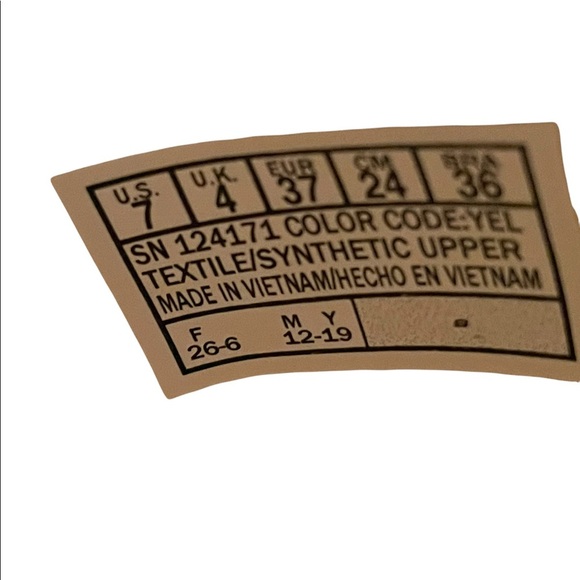 U.S. U.K. EUR CM BRA
7 4 37 24 36
SN 124171 COLOR CODE:YEL
TEXTILE/SYNTHETIC UPPER
MADE IN VIETNAM/HECHO EN VIETNAM
F M Y
26-6 12-19